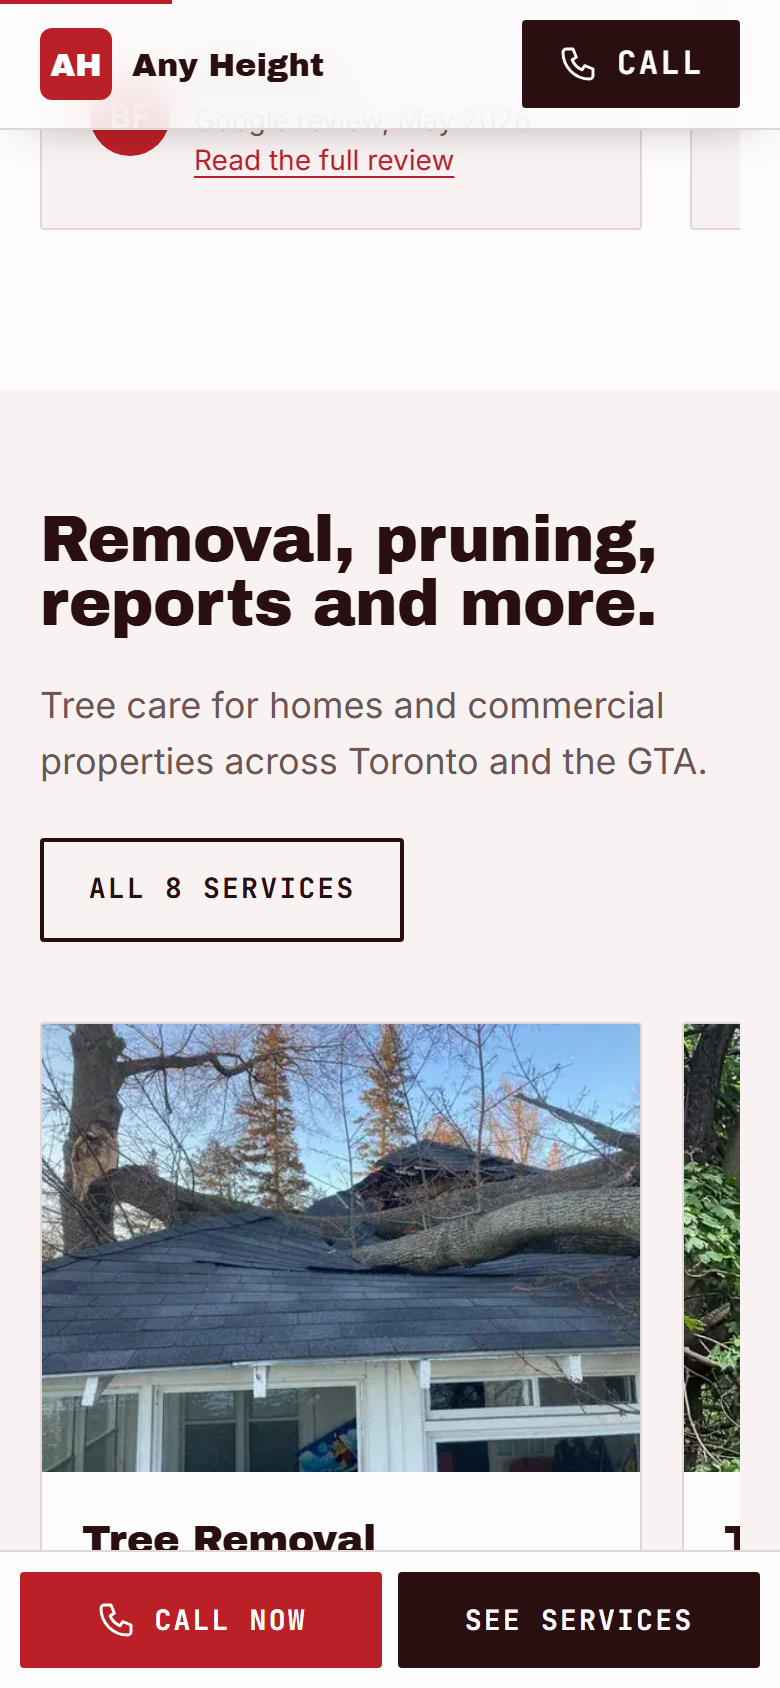 AH Any Height
CALL
BF
Google review, May 2026
Read the full review
Removal, pruning,
reports and more.
Tree care for homes and commercial
properties across Toronto and the GTA.
ALL 8 SERVICES
Tree Removal
T
CALL NOW
SEE SERVICES